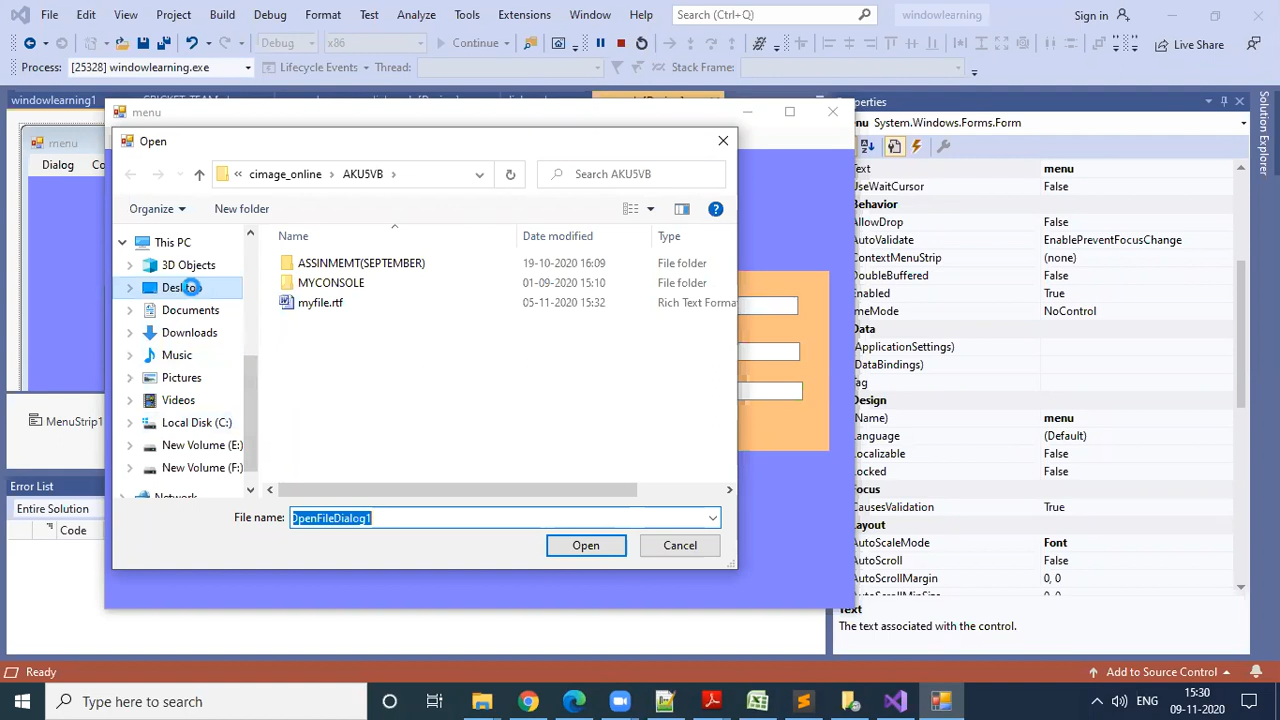 File Edit View Project Build Debug Format Test Analyze Tools Extensions Window Help Search (Ctrl+Q) windowlearning Sign in
Debug x86 Continue Live Share
Process: [25328] windowlearning.exe Lifecycle Events Thread: Stack Frame:
windowlearning1
menu
Properties
menu
Open
System.Windows.Forms.Form
Dialog
cimage_online AKU5VB Search AKU5VB
Organize New folder
Name Date modified Type
This PC
3D Objects
Desktop
Documents
Downloads
Music
Pictures
Videos
Local Disk (C:)
New Volume (E:)
New Volume (F:)
Network
ASSINMEMT(SEPTEMBER) 19-10-2020 16:09 File folder
MYCONSOLE 01-09-2020 15:10 File folder
myfile.rtf 05-11-2020 15:32 Rich Text Forma
File name: OpenFileDialog1
Open Cancel
Text menu
UseWaitCursor False
Behavior
AllowDrop False
AutoValidate EnablePreventFocusChange
ContextMenuStrip (none)
DoubleBuffered False
Enabled True
meMode NoControl
Data
(ApplicationSettings)
(DataBindings)
Tag
Design
(Name) menu
Language (Default)
Localizable False
Locked False
Focus
CausesValidation True
Layout
AutoScaleMode Font
AutoScroll False
AutoScrollMargin 0, 0
Text
The text associated with the control.
Solution Explorer
MenuStrip1
Error List
Entire Solution
Code
Ready Add to Source Control
Type here to search ENG 15:30
09-11-2020